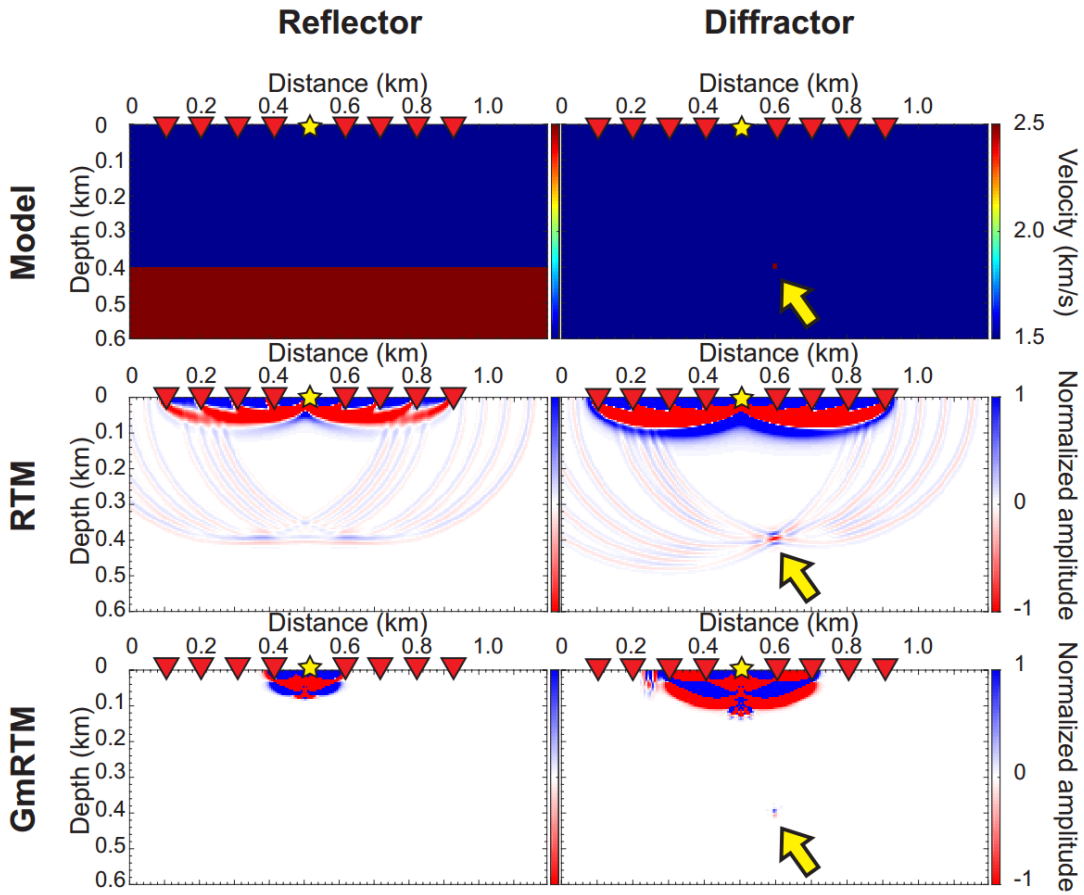 Reflector Diffractor
Distance (km) Distance (km)
0 0.2 0.4 0.6 0.8 1.0 0 0.2 0.4 0.6 0.8 1.0
Model
Depth (km)
0
0.1
0.2
0.3
0.4
0.5
0.6
2.5
2.0
1.5
Velocity (km/s)
Distance (km) Distance (km)
0 0.2 0.4 0.6 0.8 1.0 0 0.2 0.4 0.6 0.8 1.0
RTM
Depth (km)
0
0.1
0.2
0.3
0.4
0.5
0.6
1
0
-1
Normalized amplitude
Distance (km) Distance (km)
0 0.2 0.4 0.6 0.8 1.0 0 0.2 0.4 0.6 0.8 1.0
GmRTM
Depth (km)
0
0.1
0.2
0.3
0.4
0.5
0.6
1
0
-1
Normalized amplitude